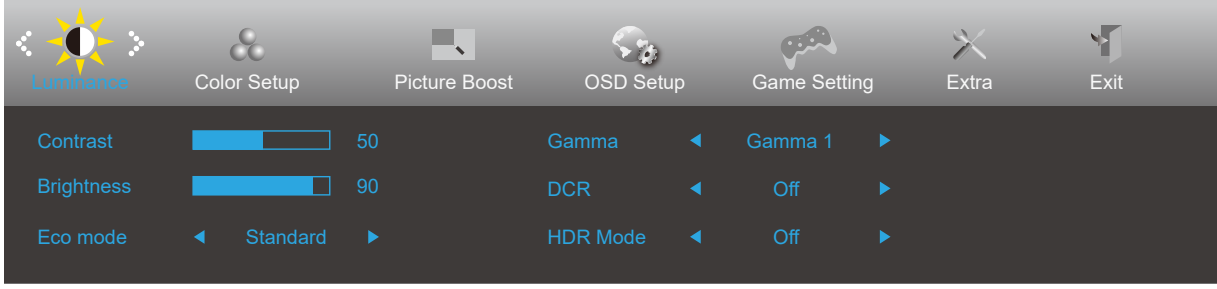 Luminance Color Setup Picture Boost OSD Setup Game Setting Extra Exit
Contrast 50 Gamma Gamma 1
Brightness 90 DCR Off
Eco mode Standard HDR Mode Off